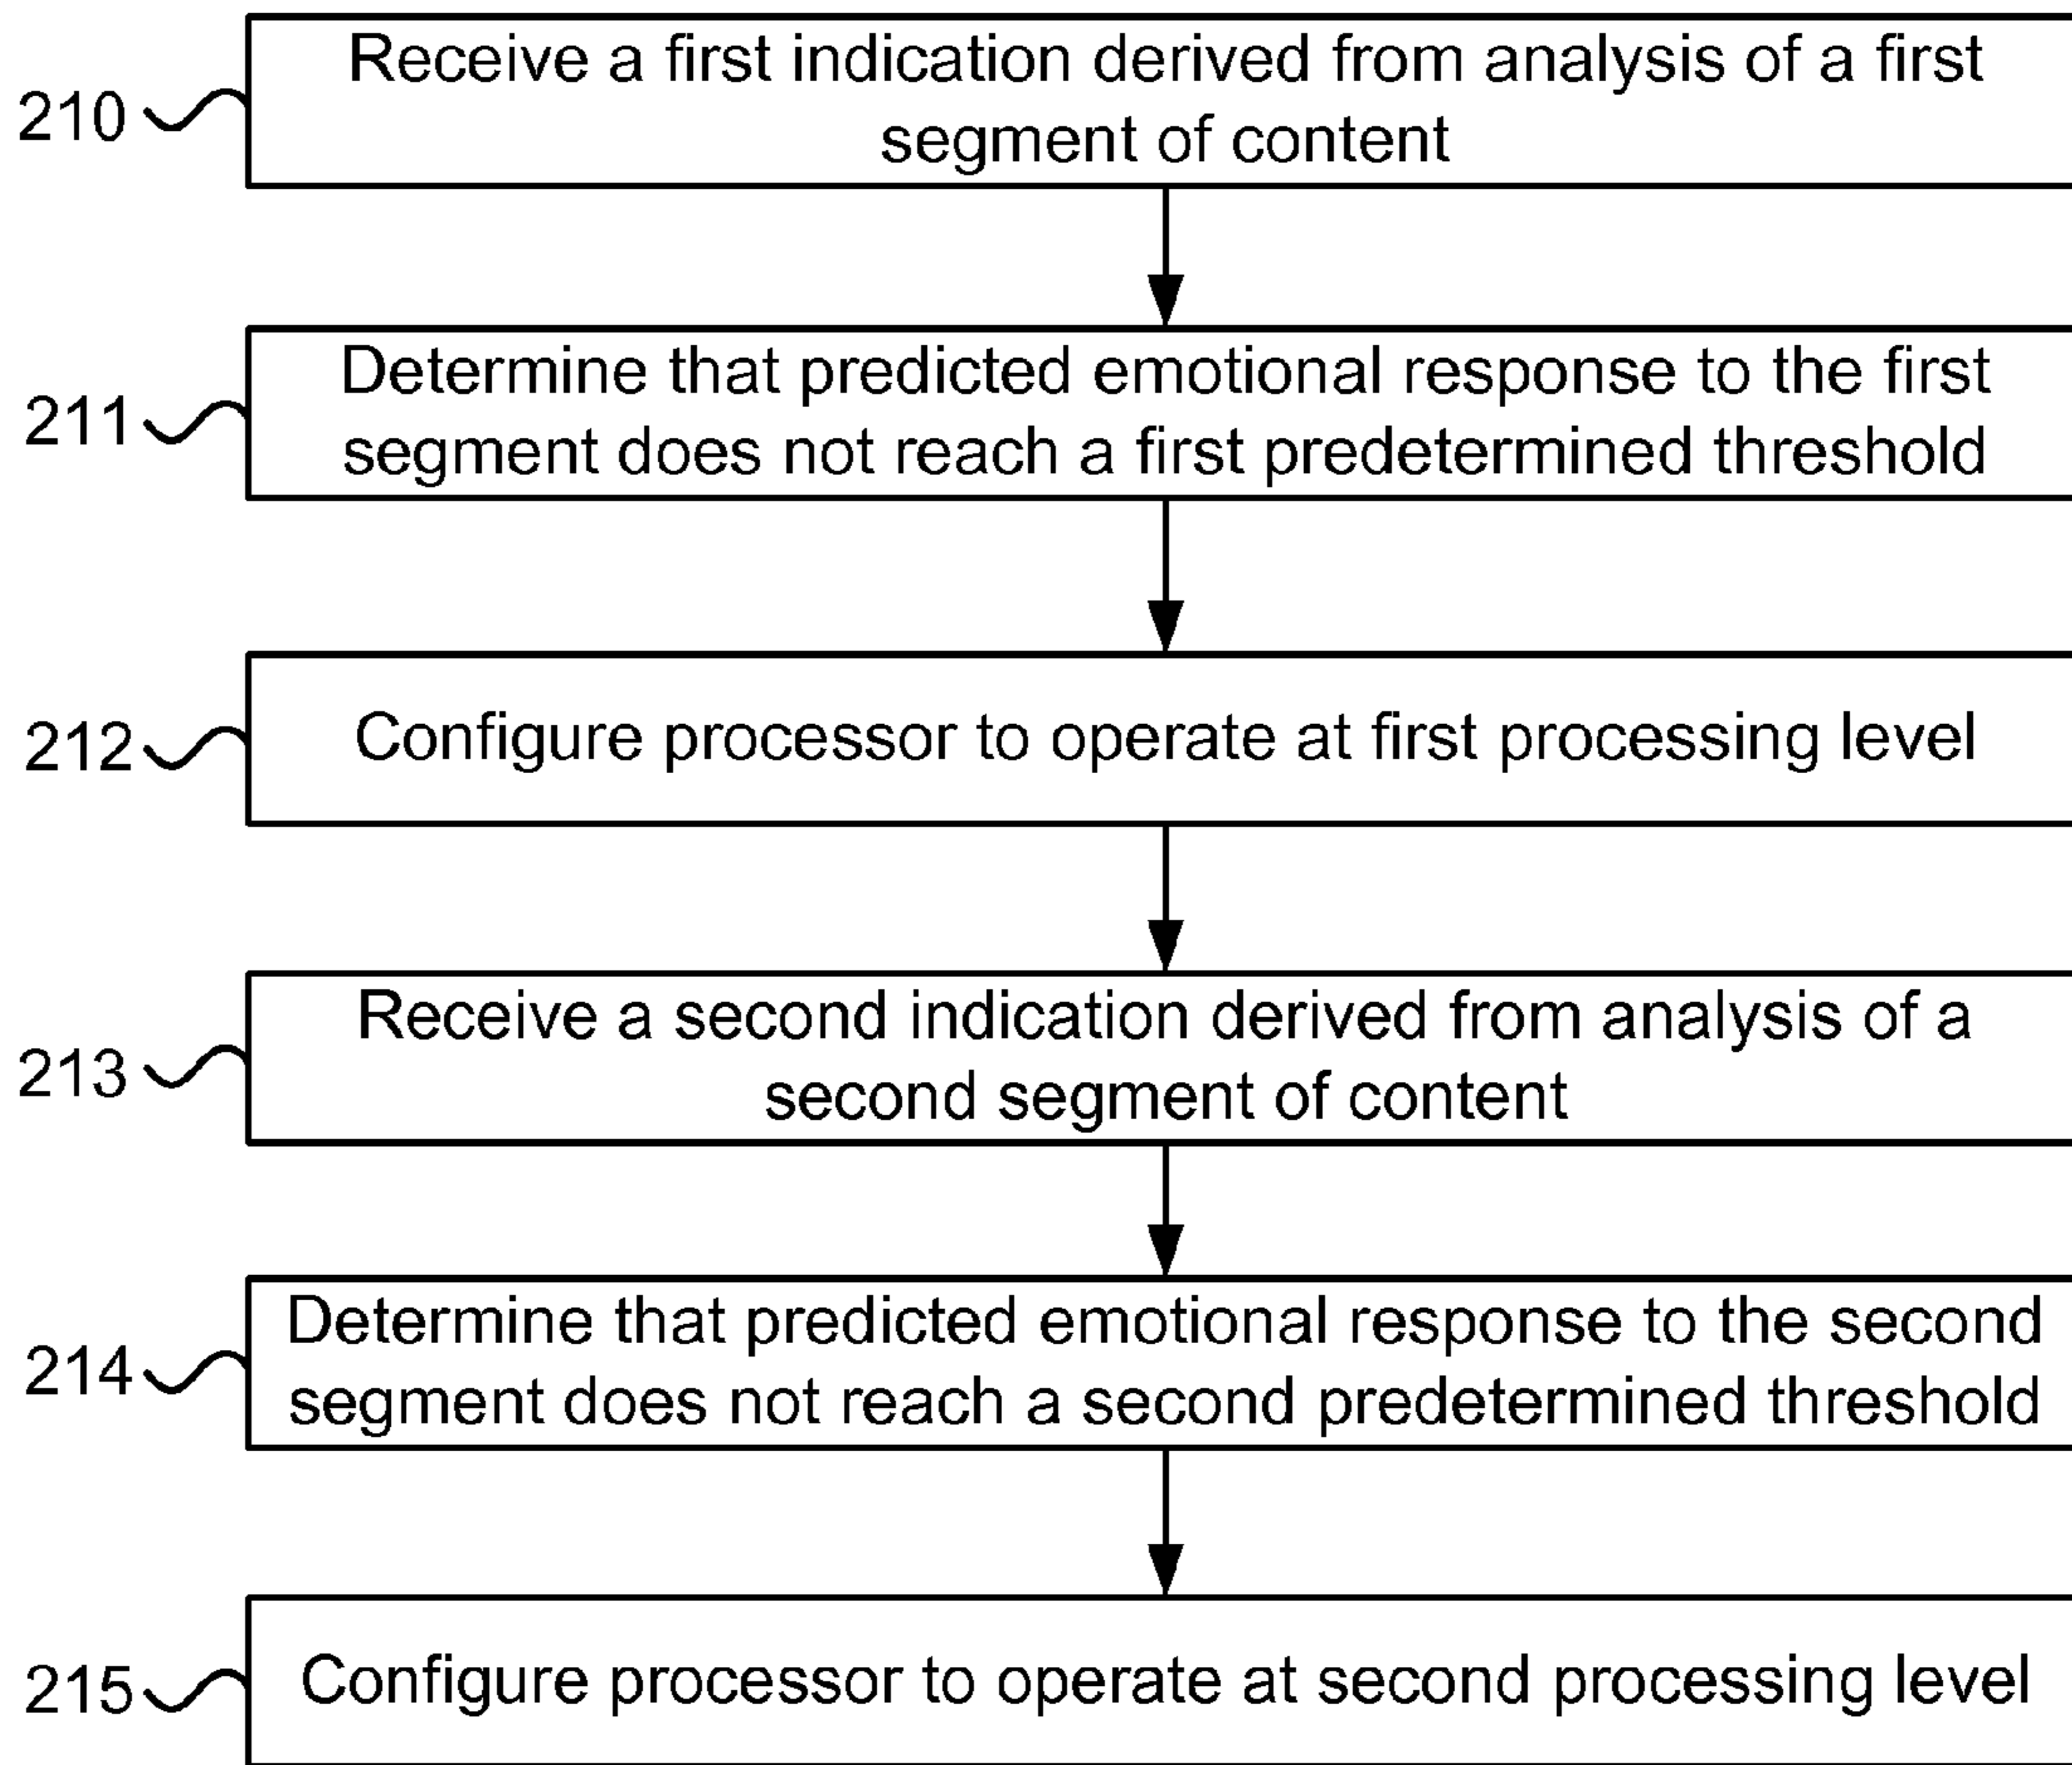 210
Receive a first indication derived from analysis of a first
segment of content
211
Determine that predicted emotional response to the first
segment does not reach a first predetermined threshold
212
Configure processor to operate at first processing level
213
Receive a second indication derived from analysis of a
second segment of content
214
Determine that predicted emotional response to the second
segment does not reach a second predetermined threshold
215
Configure processor to operate at second processing level